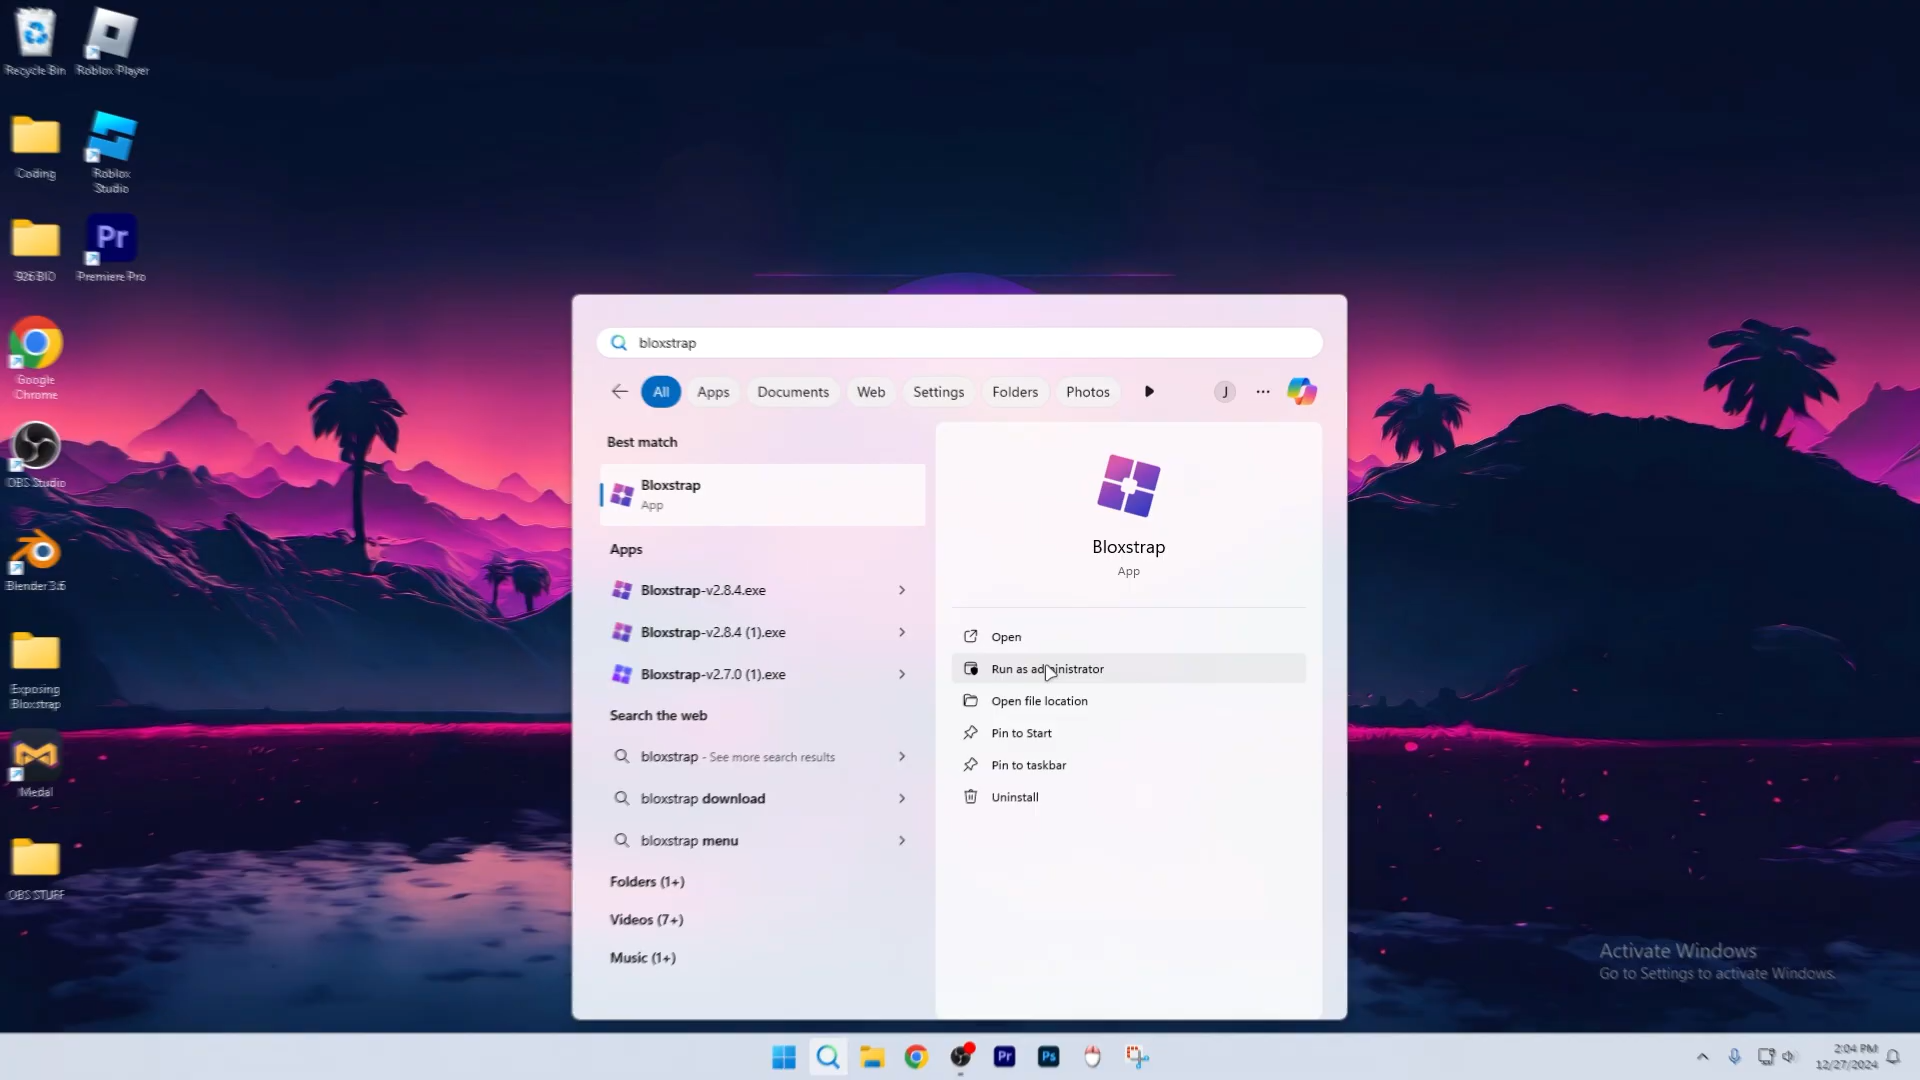 Recycle Bin
Roblox Player
Coding
Roblox
Studio
926 BIO
Pr
Premiere Pro
Google
Chrome
OBS Studio
Blender 3.6
Exposing
Bloxstrap
Medal
OBS STUFF
bloxstrap
All
Apps
Documents
Web
Settings
Folders
Photos
J
Best match
Bloxstrap
App
Apps
Bloxstrap-v2.8.4.exe
Bloxstrap-v2.8.4 (1).exe
Bloxstrap-v2.7.0 (1).exe
Search the web
bloxstrap - See more search results
bloxstrap download
bloxstrap menu
Folders (1+)
Videos (7+)
Music (1+)
Bloxstrap
App
Open
Run as administrator
Open file location
Pin to Start
Pin to taskbar
Uninstall
Activate Windows
Go to Settings to activate Windows.
Pr
Ps
2:04 PM
12/27/2024